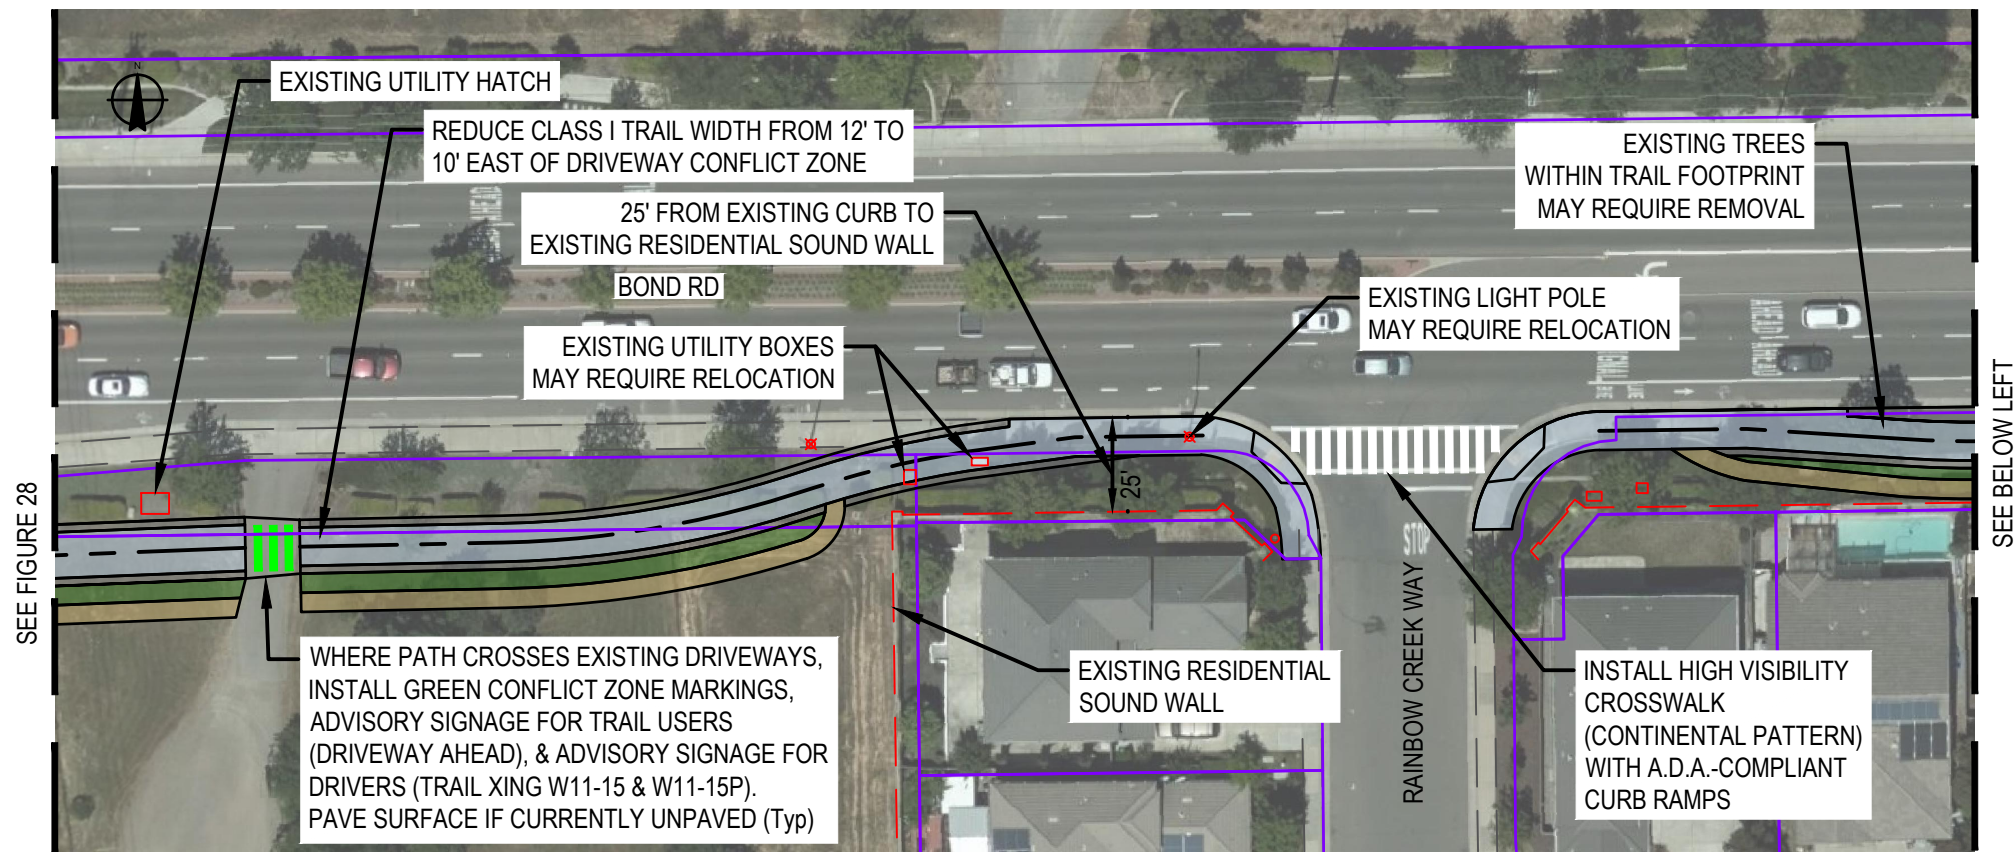 N
EXISTING UTILITY HATCH
REDUCE CLASS I TRAIL WIDTH FROM 12' TO
10' EAST OF DRIVEWAY CONFLICT ZONE
25' FROM EXISTING CURB TO
EXISTING RESIDENTIAL SOUND WALL
BOND RD
EXISTING UTILITY BOXES
MAY REQUIRE RELOCATION
EXISTING LIGHT POLE
MAY REQUIRE RELOCATION
EXISTING TREES
WITHIN TRAIL FOOTPRINT
MAY REQUIRE REMOVAL
AHEAD
AHEAD
25'
STOP
SEE FIGURE 28
SEE BELOW LEFT
WHERE PATH CROSSES EXISTING DRIVEWAYS,
INSTALL GREEN CONFLICT ZONE MARKINGS,
ADVISORY SIGNAGE FOR TRAIL USERS
(DRIVEWAY AHEAD), & ADVISORY SIGNAGE FOR
DRIVERS (TRAIL XING W11-15 & W11-15P).
PAVE SURFACE IF CURRENTLY UNPAVED (Typ)
EXISTING RESIDENTIAL
SOUND WALL
RAINBOW CREEK WAY
INSTALL HIGH VISIBILITY
CROSSWALK
(CONTINENTAL PATTERN)
WITH A.D.A.-COMPLIANT
CURB RAMPS